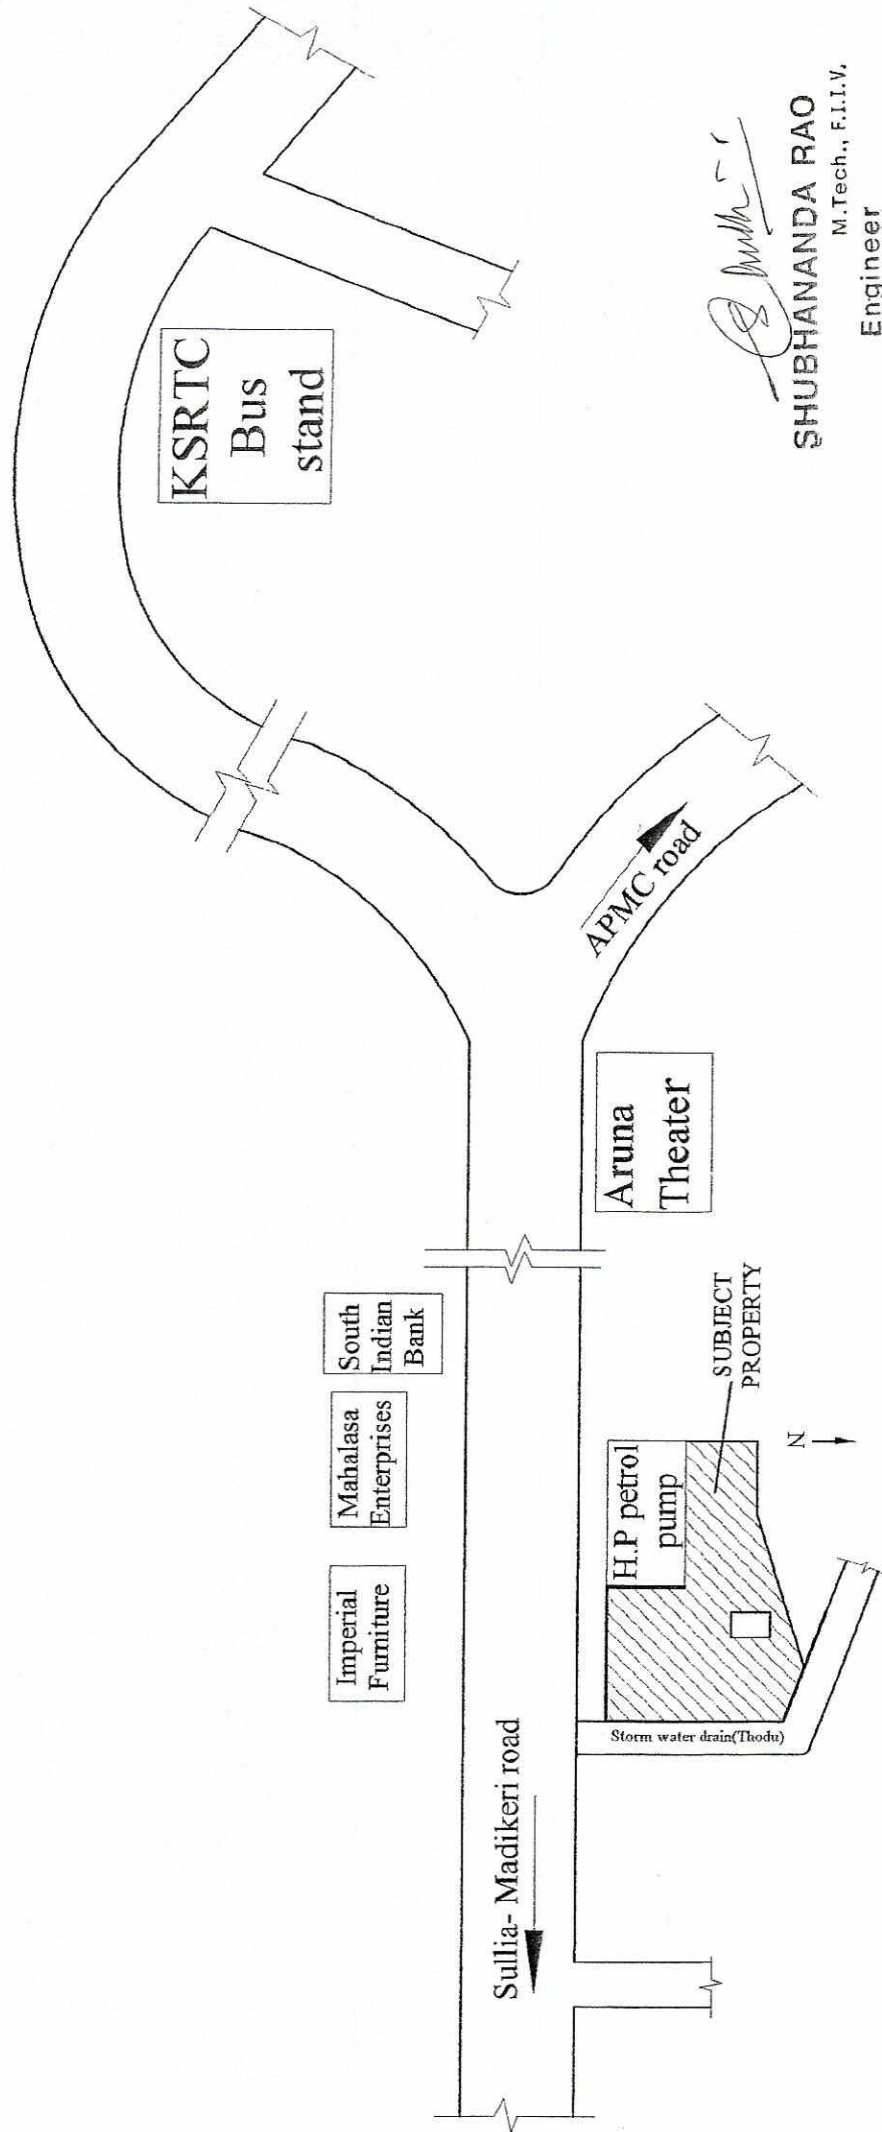 KSRTC
Bus
stand
APMC road
Aruna
Theater
South
Indian
Bank
Mahalasa
Enterprises
Imperial
Furniture
H.P petrol
pump
SUBJECT
PROPERTY
N
Storm water drain(Thodu)
Sullia- Madikeri road
SHUBHANANDA RAO
M.Tech., F.I.I.V.
Engineer